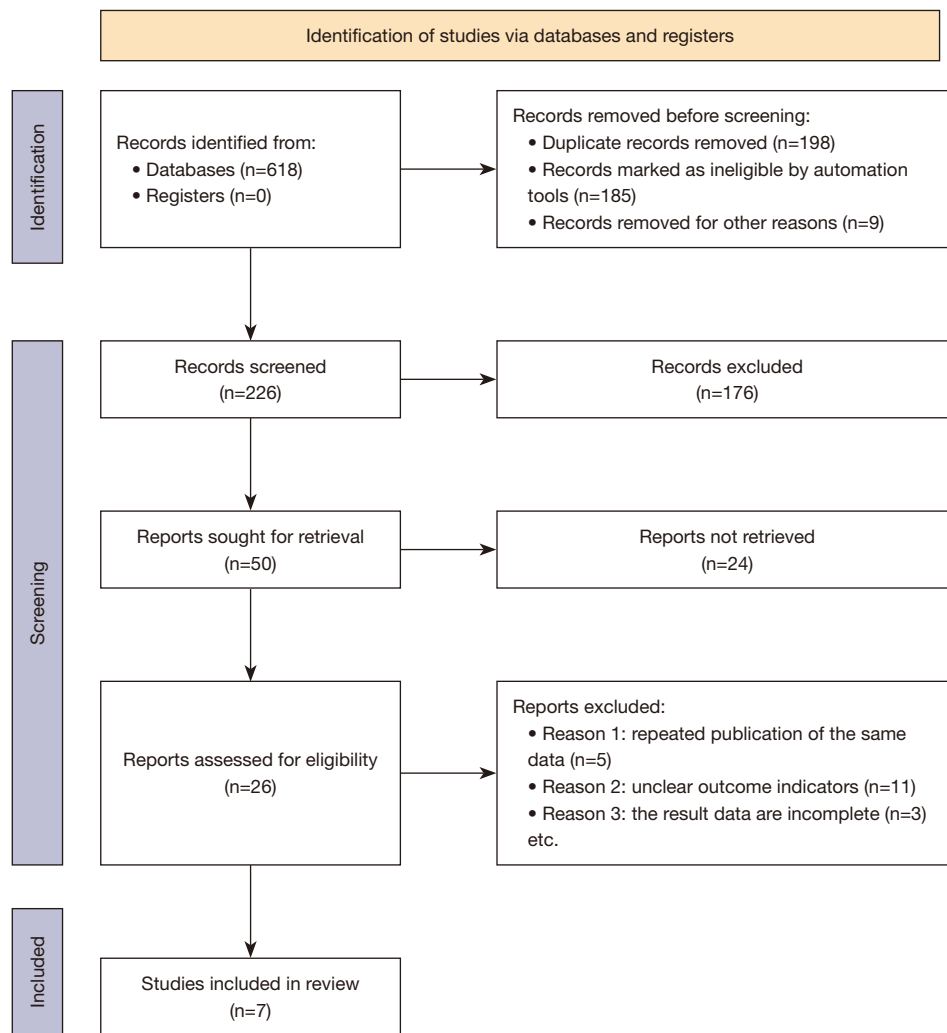 Identification of studies via databases and registers
Identification
Records identified from:
• Databases (n=618)
• Registers (n=0)
Records removed before screening:
• Duplicate records removed (n=198)
• Records marked as ineligible by automation
tools (n=185)
• Records removed for other reasons (n=9)
Screening
Records screened
(n=226)
Records excluded
(n=176)
Reports sought for retrieval
(n=50)
Reports not retrieved
(n=24)
Reports assessed for eligibility
(n=26)
Reports excluded:
• Reason 1: repeated publication of the same
data (n=5)
• Reason 2: unclear outcome indicators (n=11)
• Reason 3: the result data are incomplete (n=3)
etc.
Included
Studies included in review
(n=7)